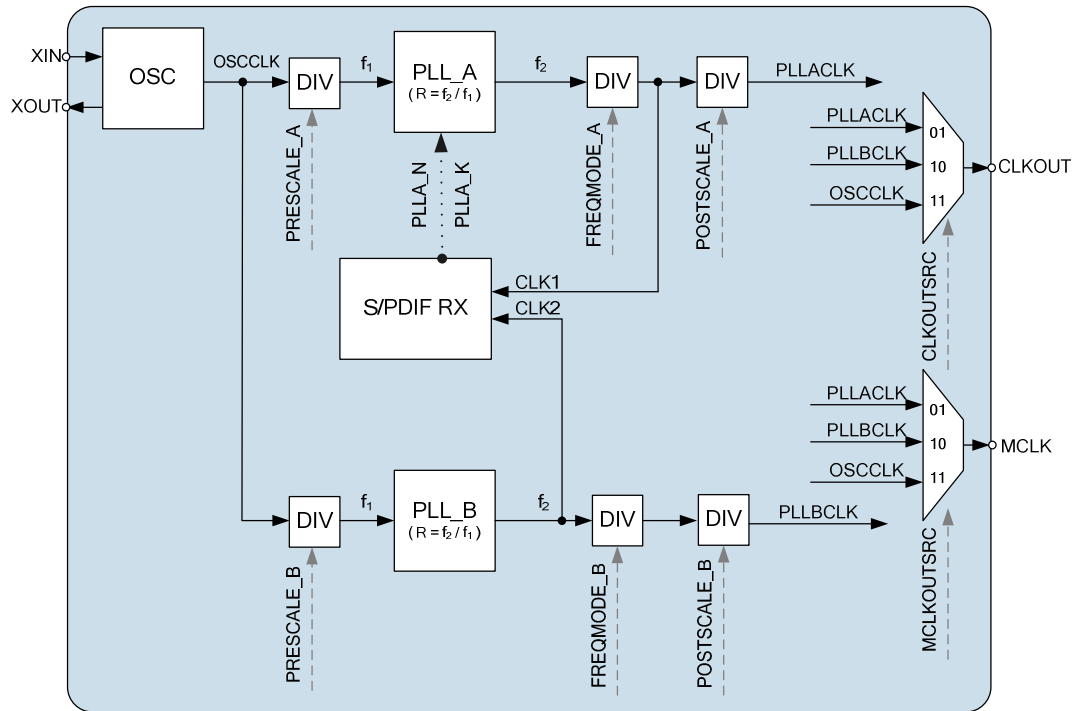 XIN
XOUT
OSC
OSCCLK
DIV
f1
PLL_A
(R = f2 / f1)
f2
DIV
DIV
PLLACLK
PRESCALE_A
PLLA_N
PLLA_K
FREQMODE_A
POSTSCALE_A
PLLACLK
01
PLLBCLK
10
OSCCLK
11
CLKOUT
CLKOUTSRC
S/PDIF RX
CLK1
CLK2
PLLACLK
01
PLLBCLK
10
OSCCLK
11
MCLK
MCLKOUTSRC
DIV
f1
PLL_B
(R = f2 / f1)
f2
DIV
DIV
PLLBCLK
PRESCALE_B
FREQMODE_B
POSTSCALE_B